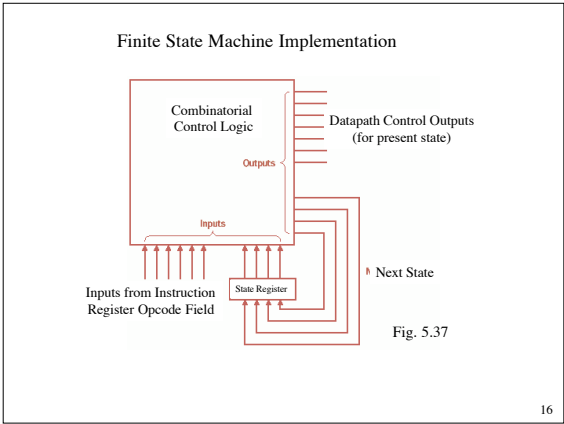 Finite State Machine Implementation
Combinatorial
Control Logic
Datapath Control Outputs
(for present state)
Outputs
Inputs
Next State
State Register
Inputs from Instruction
Register Opcode Field
Fig. 5.37
16